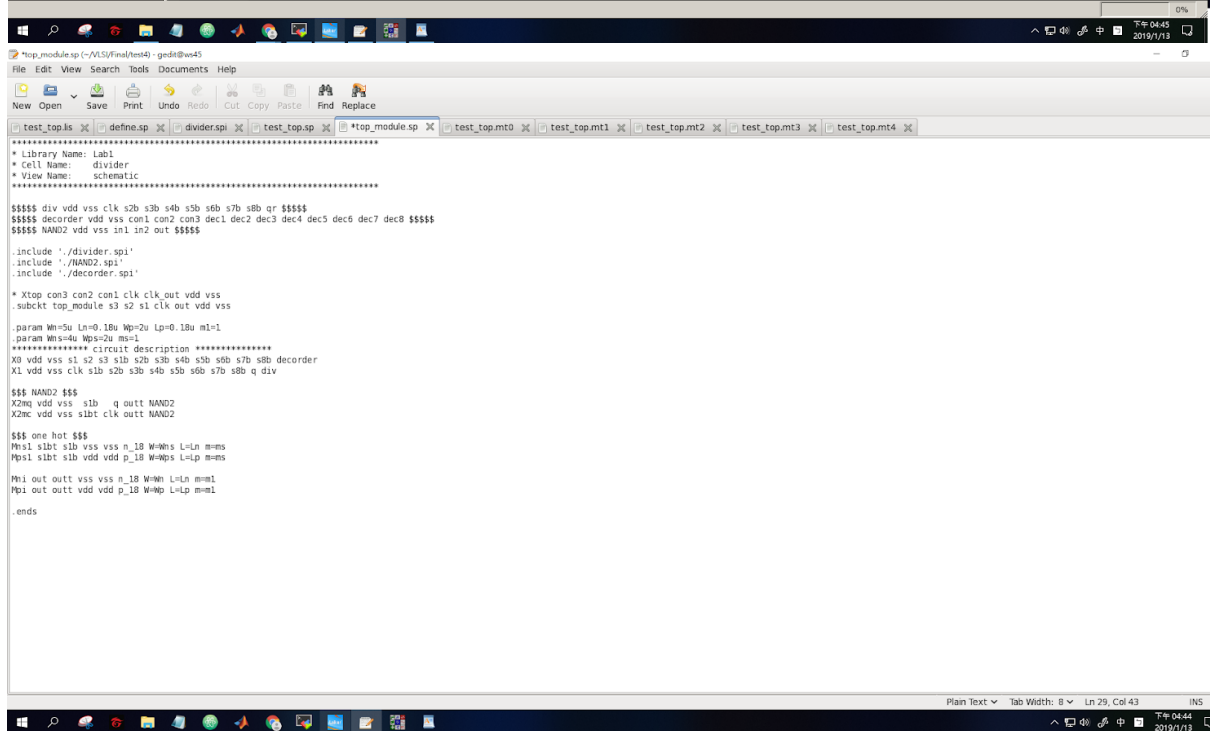 0%
下午 04:45
中
2019/1/13
*top_module.sp (~/VLSI/Final/test4) - gedit@ws45
File Edit View Search Tools Documents Help
New Open Save Print Undo Redo Cut Copy Paste Find Replace
test_top.lis define.sp divider.spi test_top.sp *top_module.sp test_top.mt0 test_top.mt1 test_top.mt2 test_top.mt3 test_top.mt4
************************************************************************
* Library Name: Lab1
* Cell Name: divider
* View Name: schematic
************************************************************************
$$$$$ div vdd vss clk s2b s3b s4b s5b s6b s7b s8b qr $$$$$
$$$$$ decorder vdd vss con1 con2 con3 dec1 dec2 dec3 dec4 dec5 dec6 dec7 dec8 $$$$$
$$$$$ NAND2 vdd vss in1 in2 out $$$$$
.include './divider.spi'
.include './NAND2.spi'
.include './decorder.spi'
* Xtop con3 con2 con1 clk clk_out vdd vss
.subckt top_module s3 s2 s1 clk out vdd vss
.param Wn=5u Ln=0.18u Wp=2u Lp=0.18u m1=1
.param Wns=4u Wps=2u ms=1
*************** circuit description ***************
X0 vdd vss s1 s2 s3 s1b s2b s3b s4b s5b s6b s7b s8b decorder
X1 vdd vss clk s1b s2b s3b s4b s5b s6b s7b s8b q div
$$$ NAND2 $$$
X2mq vdd vss s1b q outt NAND2
X2mc vdd vss s1bt clk outt NAND2
$$$ one hot $$$
Mns1 s1bt s1b vss vss n_18 W=Wns L=Ln m=ms
Mps1 s1bt s1b vdd vdd p_18 W=Wps L=Lp m=ms
Mni out outt vss vss n_18 W=Wn L=Ln m=m1
Mpi out outt vdd vdd p_18 W=Wp L=Lp m=m1
.ends
Plain Text Tab Width: 8 Ln 29, Col 43 INS
下午 04:44
中
2019/1/13